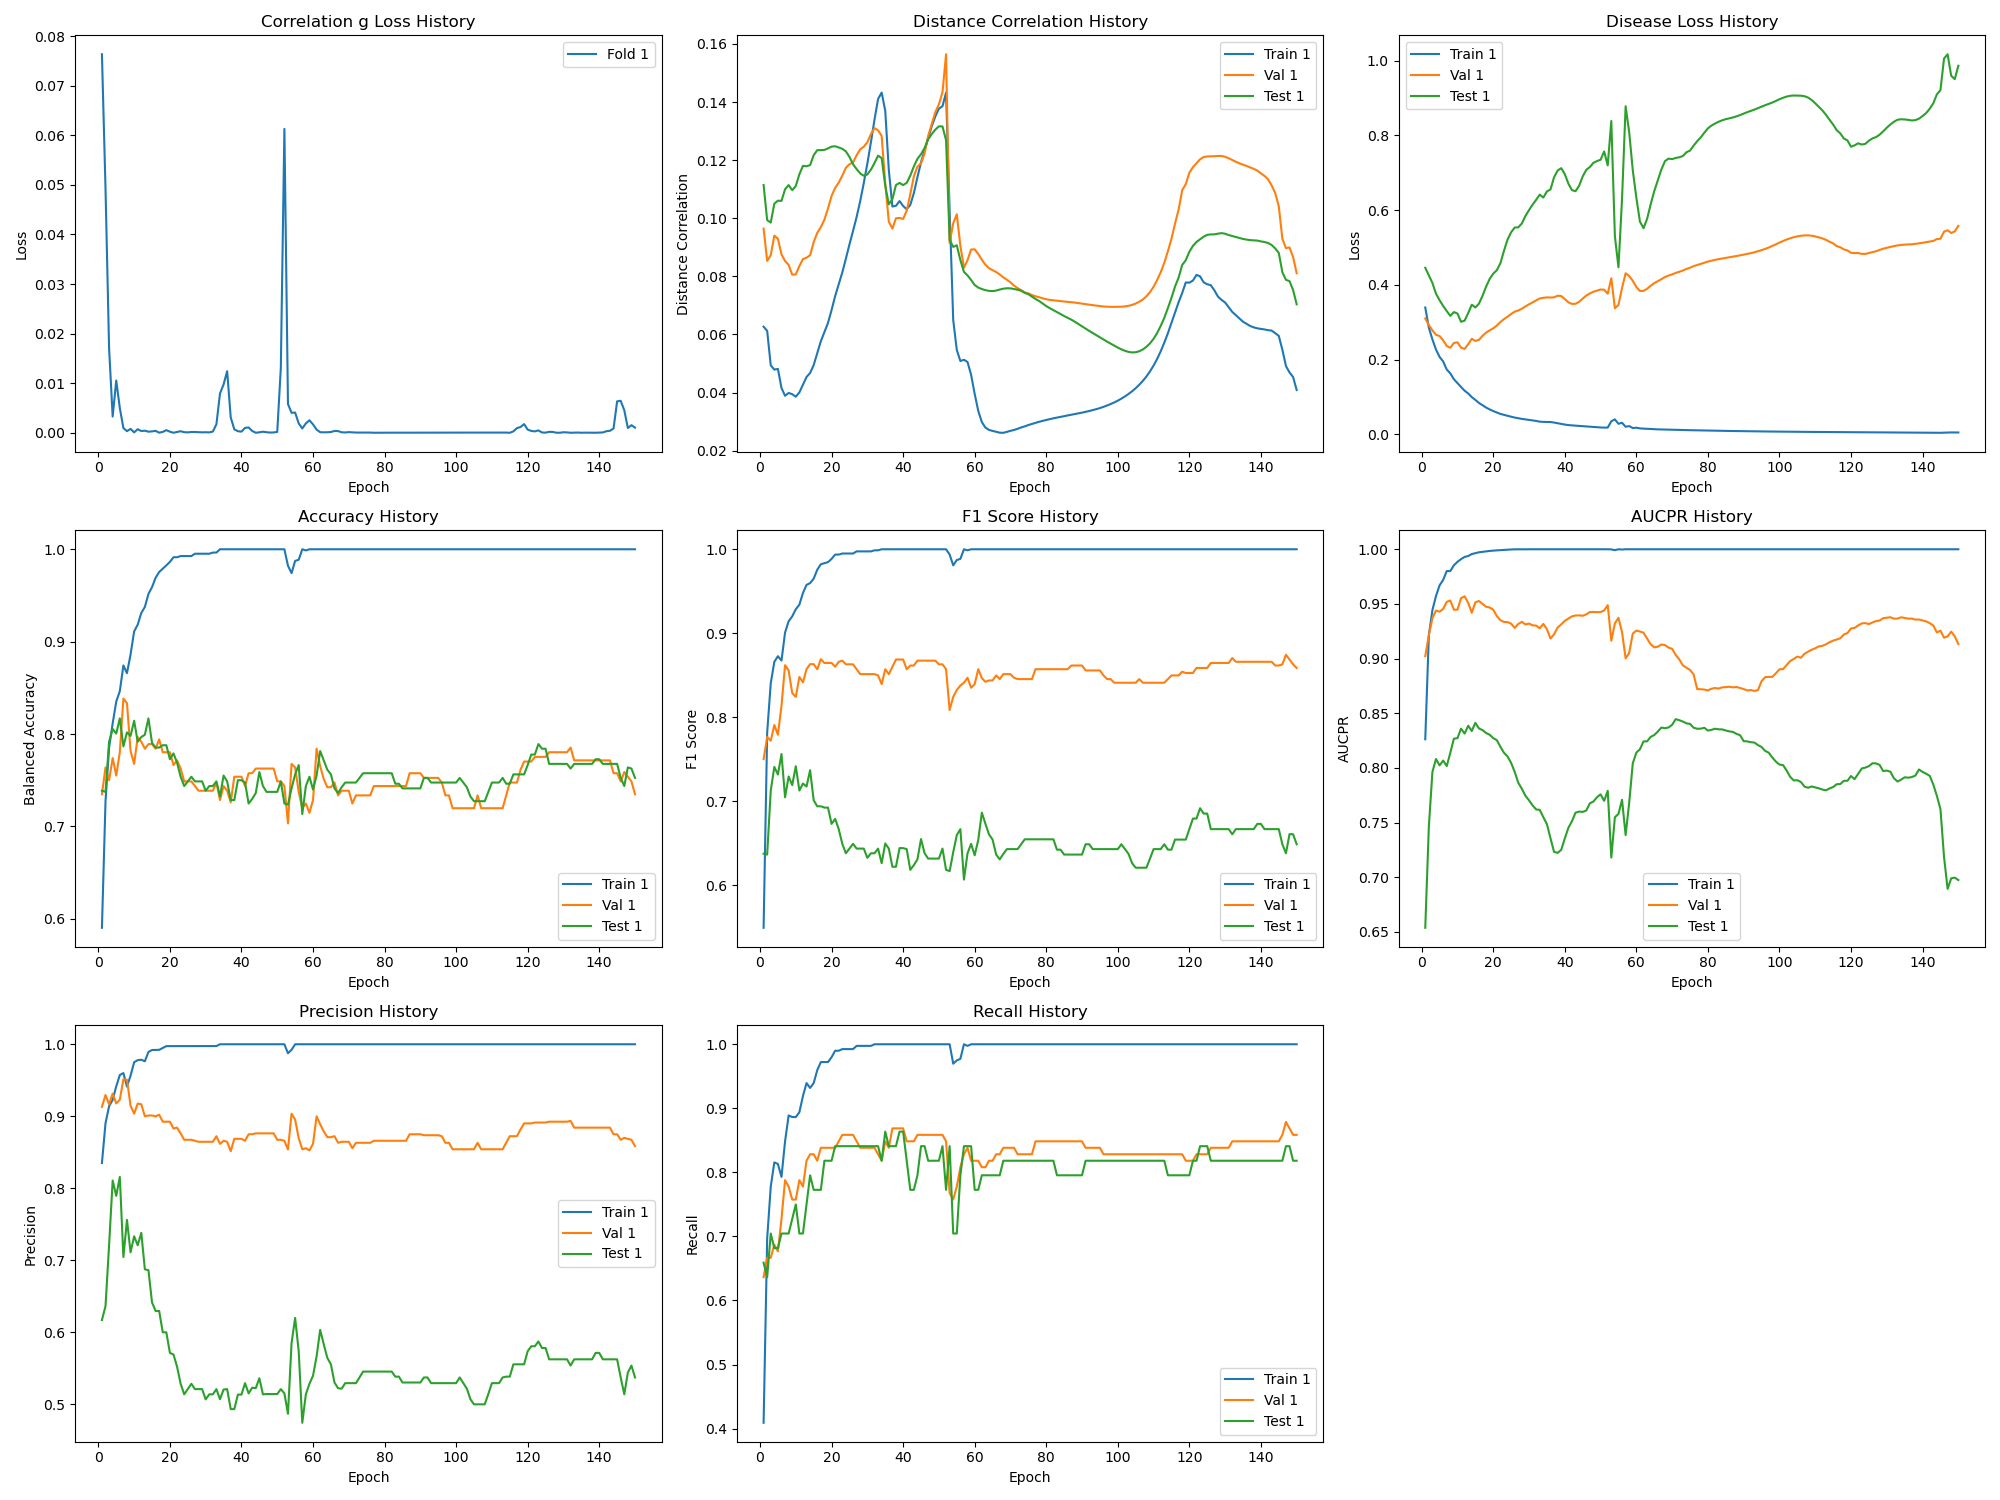 Correlation g Loss History
0.08
0.07
0.06
0.05
0.04
0.03
0.02
0.01
0.00
Loss
0 20 40 60 80 100 120 140
Epoch
Fold 1
Distance Correlation History
0.16
0.14
0.12
0.10
0.08
0.06
0.04
0.02
Distance Correlation
0 20 40 60 80 100 120 140
Epoch
Train 1
Val 1
Test 1
Disease Loss History
1.0
0.8
0.6
0.4
0.2
0.0
Loss
0 20 40 60 80 100 120 140
Epoch
Train 1
Val 1
Test 1
Accuracy History
1.0
0.9
0.8
0.7
0.6
Balanced Accuracy
0 20 40 60 80 100 120 140
Epoch
Train 1
Val 1
Test 1
F1 Score History
1.0
0.9
0.8
0.7
0.6
F1 Score
0 20 40 60 80 100 120 140
Epoch
Train 1
Val 1
Test 1
AUCPR History
1.00
0.95
0.90
0.85
0.80
0.75
0.70
0.65
AUCPR
0 20 40 60 80 100 120 140
Epoch
Train 1
Val 1
Test 1
Precision History
1.0
0.9
0.8
0.7
0.6
0.5
Precision
0 20 40 60 80 100 120 140
Epoch
Train 1
Val 1
Test 1
Recall History
1.0
0.9
0.8
0.7
0.6
0.5
0.4
Recall
0 20 40 60 80 100 120 140
Epoch
Train 1
Val 1
Test 1